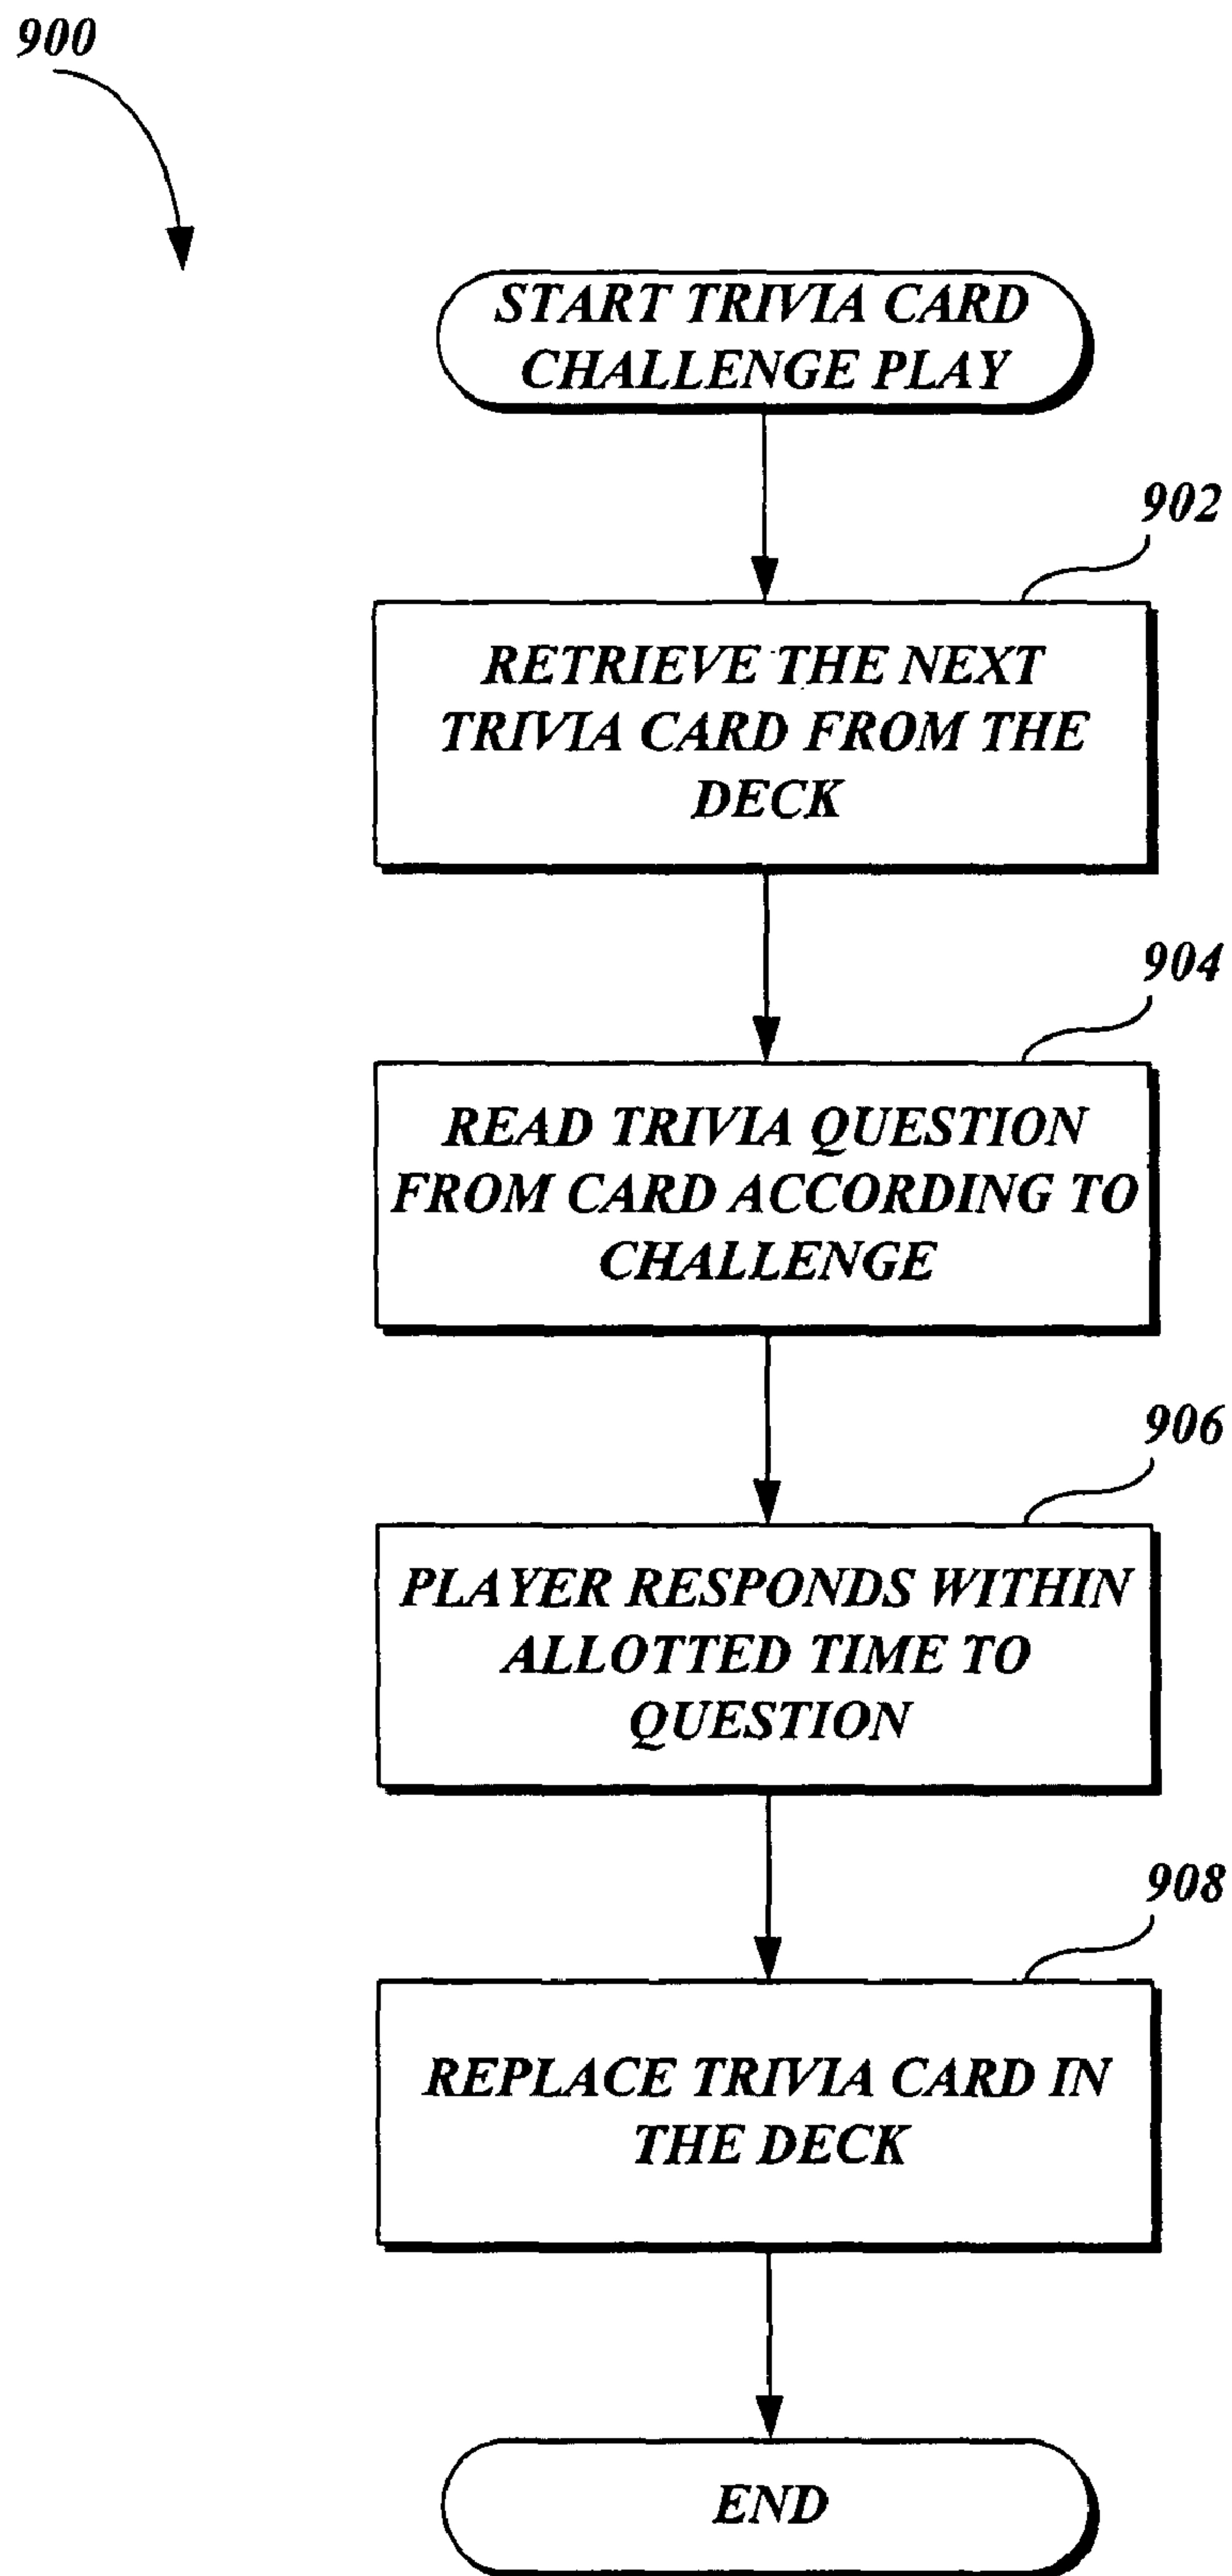 900
START TRIVIA CARD
CHALLENGE PLAY
902
RETRIEVE THE NEXT
TRIVIA CARD FROM THE
DECK
904
READ TRIVIA QUESTION
FROM CARD ACCORDING TO
CHALLENGE
906
PLAYER RESPONDS WITHIN
ALLOTTED TIME TO
QUESTION
908
REPLACE TRIVIA CARD IN
THE DECK
END